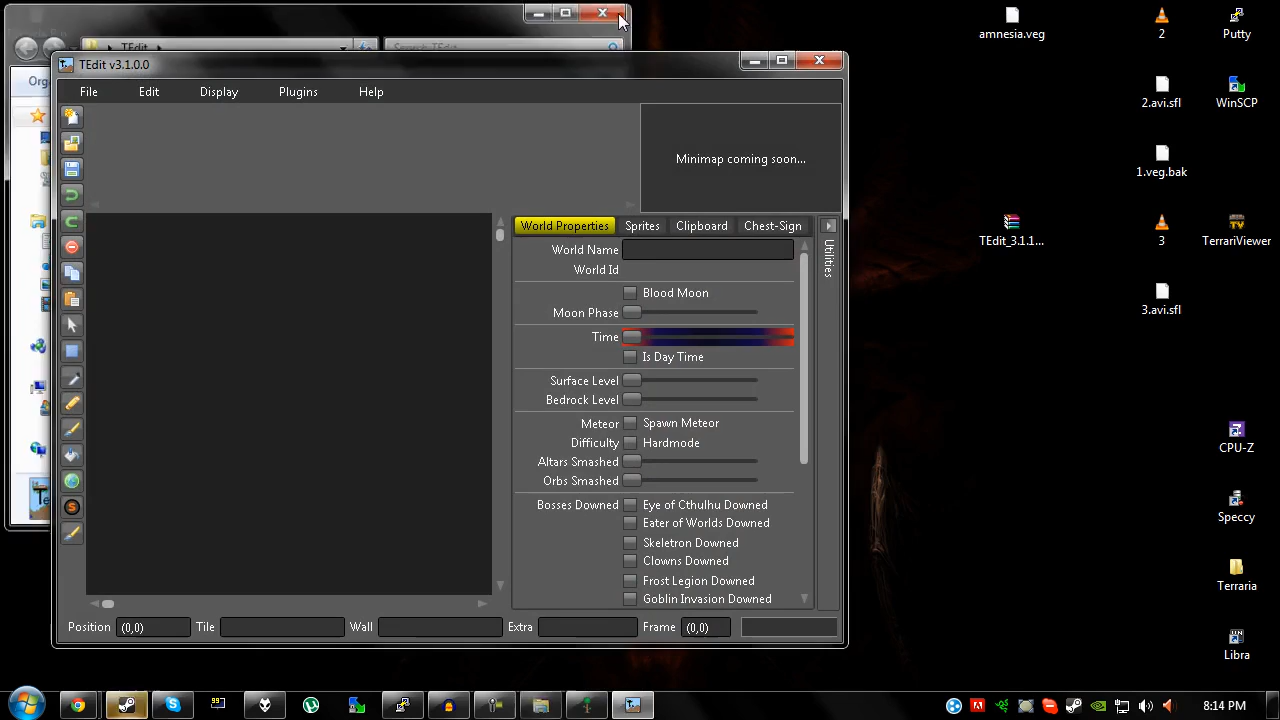 TEdit
Search TEdit
Org
TEdit v3.1.0.0
File Edit Display Plugins Help
Minimap coming soon...
World Properties Sprites Clipboard Chest-Sign
Utilities
World Name
World Id
Blood Moon
Moon Phase
Time
Is Day Time
Surface Level
Bedrock Level
Meteor Spawn Meteor
Difficulty Hardmode
Altars Smashed
Orbs Smashed
Bosses Downed Eye of Cthulhu Downed
Eater of Worlds Downed
Skeletron Downed
Clowns Downed
Frost Legion Downed
Goblin Invasion Downed
Position (0,0) Tile Wall Extra Frame (0,0)
amnesia.veg
2
Putty
2.avi.sfl
WinSCP
1.veg.bak
TEdit_3.1.1...
3
TerrariViewer
3.avi.sfl
CPU-Z
Speccy
Terraria
Libra
8:14 PM